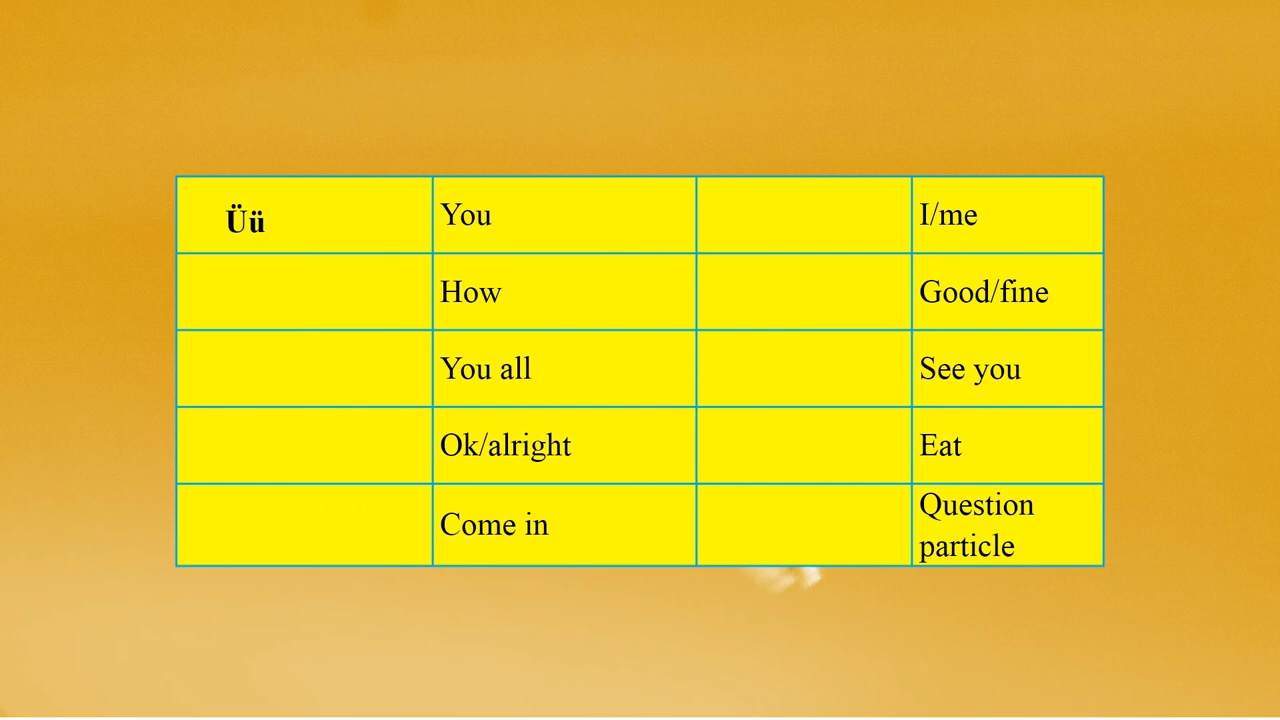 Üü You I/me
How Good/fine
You all See you
Ok/alright Eat
Come in Question
particle